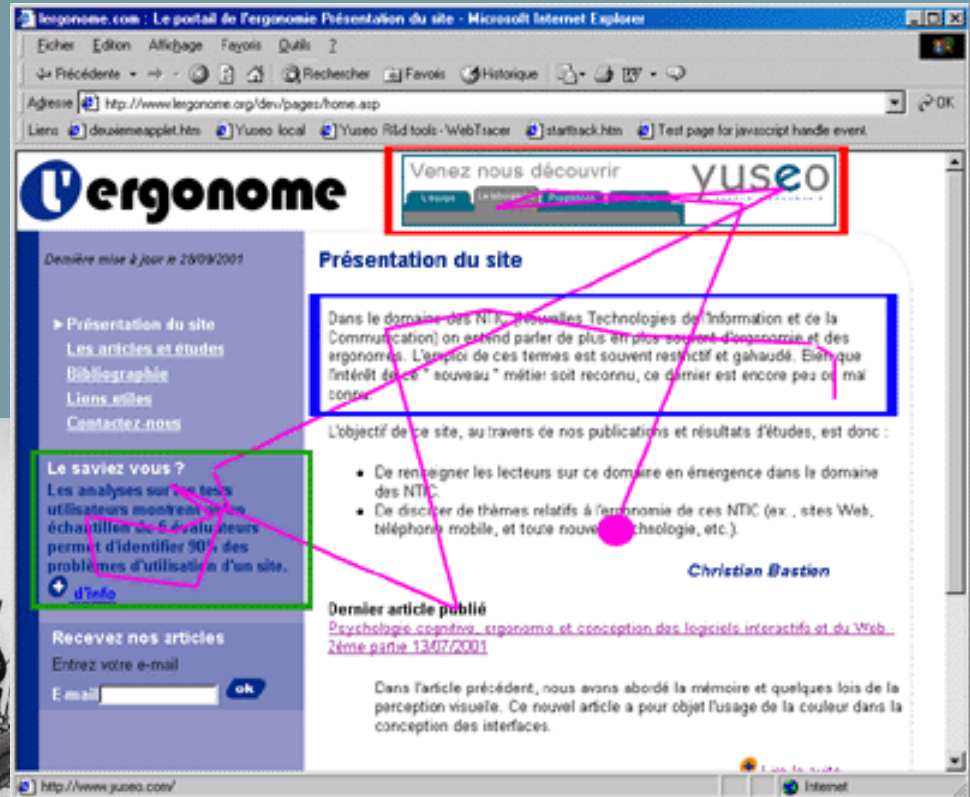 lergonome.com : Le portail de l'ergonomie Présentation du site - Microsoft Internet Explorer
Fichier Edition Affichage Favoris Outils ?
Précédente Rechercher Favoris Historique
Adresse http://www.lergonome.org/dev/pages/home.asp OK
Liens deuxiemeapplet.htm Yuseo local Yuseo R&d tools - WebTracer starttrack.htm Test page for javascript handle event.
l'ergonome
Venez nous découvrir
yuseo
L'équipe
Dernière mise à jour le 28/09/2001
Présentation du site
Présentation du site
Les articles et études
Bibliographie
Liens utiles
Contactez-nous
Dans le domaine des NTIC (Nouvelles Technologies de l'Information et de la
Communication) on entend parler de plus en plus souvent d'ergonomie et des
ergonomes. L'emploi de ces termes est souvent restrictif et galvaudé. Bien que
l'intérêt de ce " nouveau " métier soit reconnu, ce dernier est encore peu ou mal
connu.
L'objectif de ce site, au travers de nos publications et résultats d'études, est donc :
De renseigner les lecteurs sur ce domaine en émergence dans le domaine
des NTIC.
De discuter de thèmes relatifs à l'ergonomie de ces NTIC (ex., sites Web,
téléphonie mobile, et toute nouvelle technologie, etc.).
Christian Bastien
Le saviez vous ?
Les analyses sur les tests
utilisateurs montrent qu'un
échantillon de 5 évaluateurs
permet d'identifier 90% des
problèmes d'utilisation d'un site.
d'info
Recevez nos articles
Entrez votre e-mail
E-mail ok
Dernier article publié
Psychologie cognitive, ergonomie et conception des logiciels interactifs et du Web -
2ème partie 13/07/2001
Dans l'article précédent, nous avons abordé la mémoire et quelques lois de la
perception visuelle. Ce nouvel article a pour objet l'usage de la couleur dans la
conception des interfaces.
Lire la suite
http://www.yuseo.com/ Internet